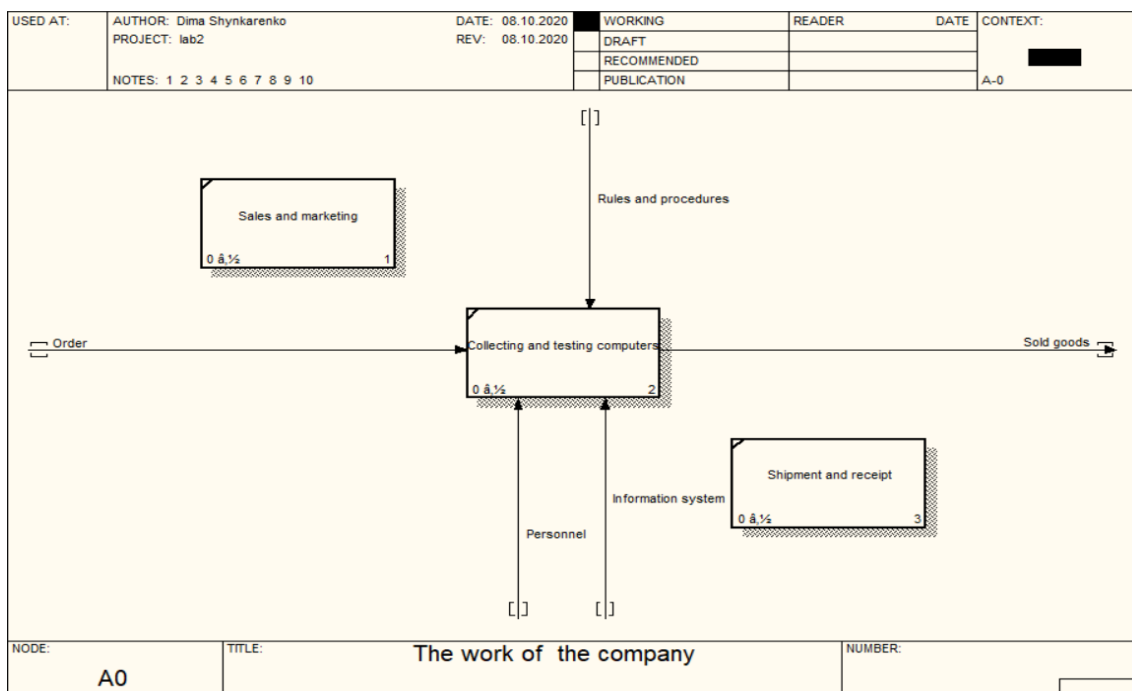 USED AT:
AUTHOR: Dima Shynkarenko
DATE: 08.10.2020
WORKING
READER
DATE
CONTEXT:
PROJECT: lab2
REV: 08.10.2020
DRAFT
RECOMMENDED
NOTES: 1 2 3 4 5 6 7 8 9 10
PUBLICATION
A-0
Rules and procedures
Sales and marketing
0 â‚½
1
Order
Collecting and testing computers
0 â‚½
2
Sold goods
Shipment and receipt
0 â‚½
3
Information system
Personnel
NODE:
A0
TITLE:
The work of the company
NUMBER: